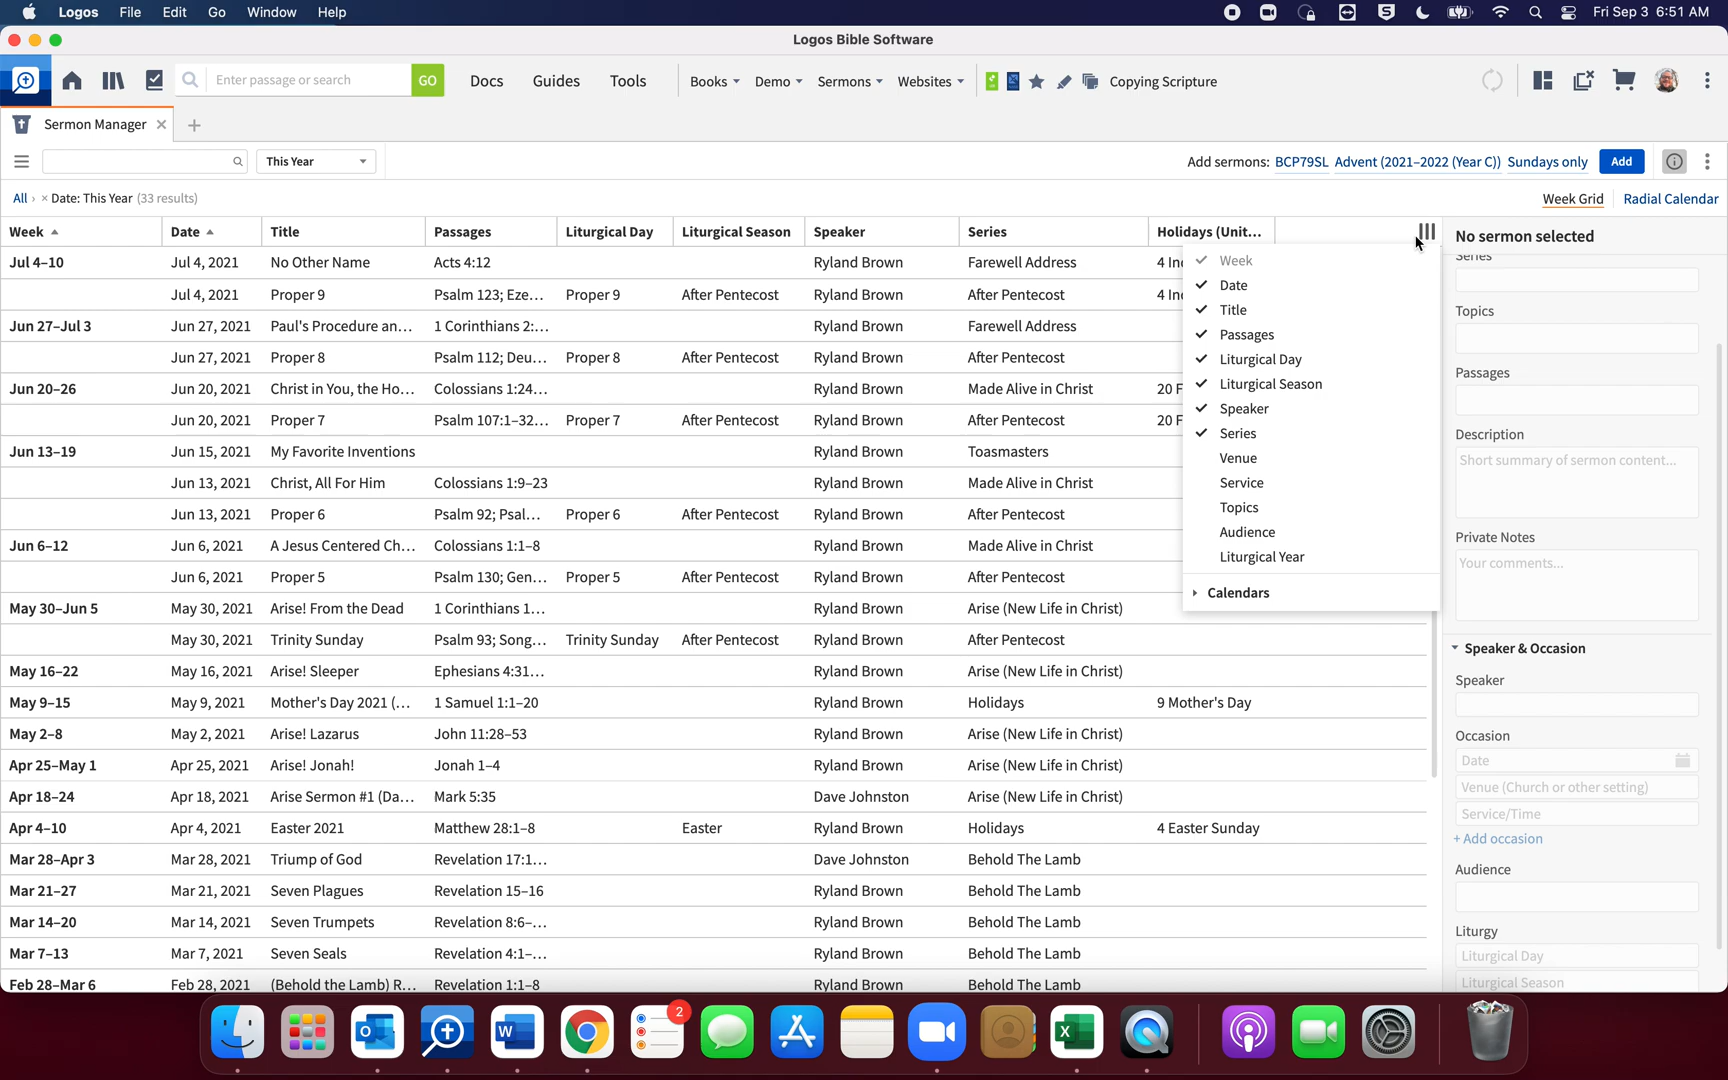 Logos File Edit Go Window Help Fri Sep 3 6:51 AM
Logos Bible Software
Enter passage or search GO Docs Guides Tools Books Demo Sermons Websites Copying Scripture
Sermon Manager
This Year Add sermons: BCP79SL Advent (2021–2022 (Year C)) Sundays only Add
All › × Date: This Year (33 results) Week Grid Radial Calendar
Week Date Title Passages Liturgical Day Liturgical Season Speaker Series Holidays (Unit... No sermon selected
Jul 4–10 Jul 4, 2021 No Other Name Acts 4:12 Ryland Brown Farewell Address
Jul 4, 2021 Proper 9 Psalm 123; Eze... Proper 9 After Pentecost Ryland Brown After Pentecost
Jun 27–Jul 3 Jun 27, 2021 Paul's Procedure an... 1 Corinthians 2:... Ryland Brown Farewell Address
Jun 27, 2021 Proper 8 Psalm 112; Deu... Proper 8 After Pentecost Ryland Brown After Pentecost
Jun 20–26 Jun 20, 2021 Christ in You, the Ho... Colossians 1:24... Ryland Brown Made Alive in Christ 20 F
Jun 20, 2021 Proper 7 Psalm 107:1–32... Proper 7 After Pentecost Ryland Brown After Pentecost 20 F
Jun 13–19 Jun 15, 2021 My Favorite Inventions Ryland Brown Toasmasters
Jun 13, 2021 Christ, All For Him Colossians 1:9–23 Ryland Brown Made Alive in Christ
Jun 13, 2021 Proper 6 Psalm 92; Psal... Proper 6 After Pentecost Ryland Brown After Pentecost
Jun 6–12 Jun 6, 2021 A Jesus Centered Ch... Colossians 1:1–8 Ryland Brown Made Alive in Christ
Jun 6, 2021 Proper 5 Psalm 130; Gen... Proper 5 After Pentecost Ryland Brown After Pentecost
May 30–Jun 5 May 30, 2021 Arise! From the Dead 1 Corinthians 1... Ryland Brown Arise (New Life in Christ)
May 30, 2021 Trinity Sunday Psalm 93; Song... Trinity Sunday After Pentecost Ryland Brown After Pentecost
May 16–22 May 16, 2021 Arise! Sleeper Ephesians 4:31... Ryland Brown Arise (New Life in Christ)
May 9–15 May 9, 2021 Mother's Day 2021 (... 1 Samuel 1:1–20 Ryland Brown Holidays 9 Mother's Day
May 2–8 May 2, 2021 Arise! Lazarus John 11:28–53 Ryland Brown Arise (New Life in Christ)
Apr 25–May 1 Apr 25, 2021 Arise! Jonah! Jonah 1–4 Ryland Brown Arise (New Life in Christ)
Apr 18–24 Apr 18, 2021 Arise Sermon #1 (Da... Mark 5:35 Dave Johnston Arise (New Life in Christ)
Apr 4–10 Apr 4, 2021 Easter 2021 Matthew 28:1–8 Easter Ryland Brown Holidays 4 Easter Sunday
Mar 28–Apr 3 Mar 28, 2021 Triump of God Revelation 17:1... Dave Johnston Behold The Lamb
Mar 21–27 Mar 21, 2021 Seven Plagues Revelation 15–16 Ryland Brown Behold The Lamb
Mar 14–20 Mar 14, 2021 Seven Trumpets Revelation 8:6–... Ryland Brown Behold The Lamb
Mar 7–13 Mar 7, 2021 Seven Seals Revelation 4:1–... Ryland Brown Behold The Lamb
Feb 28–Mar 6 Feb 28, 2021 (Behold the Lamb) R... Revelation 1:1–8 Ryland Brown Behold The Lamb
Week
Date
Title
Passages
Liturgical Day
Liturgical Season
Speaker
Series
Venue
Service
Topics
Audience
Liturgical Year
Calendars
Series
Topics
Passages
Description
Short summary of sermon content...
Private Notes
Your comments...
Speaker & Occasion
Speaker
Occasion
Date
Venue (Church or other setting)
Service/Time
+ Add occasion
Audience
Liturgy
Liturgical Day
Liturgical Season
2